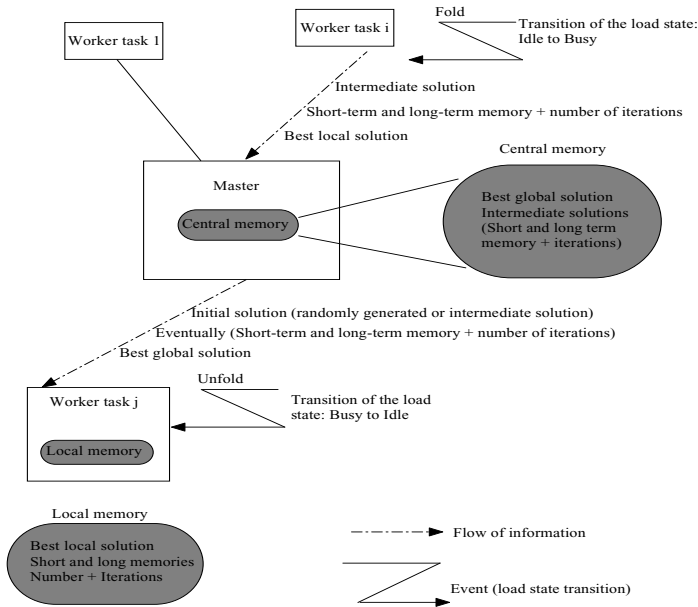 Worker task 1
Worker task i
Fold
Transition of the load state:
Idle to Busy
Intermediate solution
Short-term and long-term memory + number of iterations
Best local solution
Master
Central memory
Central memory
Best global solution
Intermediate solutions
(Short and long term
memory + iterations)
Initial solution (randomly generated or intermediate solution)
Eventually (Short-term and long-term memory + number of iterations)
Best global solution
Worker task j
Local memory
Unfold
Transition of the load
state: Busy to Idle
Local memory
Best local solution
Short and long memories
Number + Iterations
Flow of information
Event (load state transition)